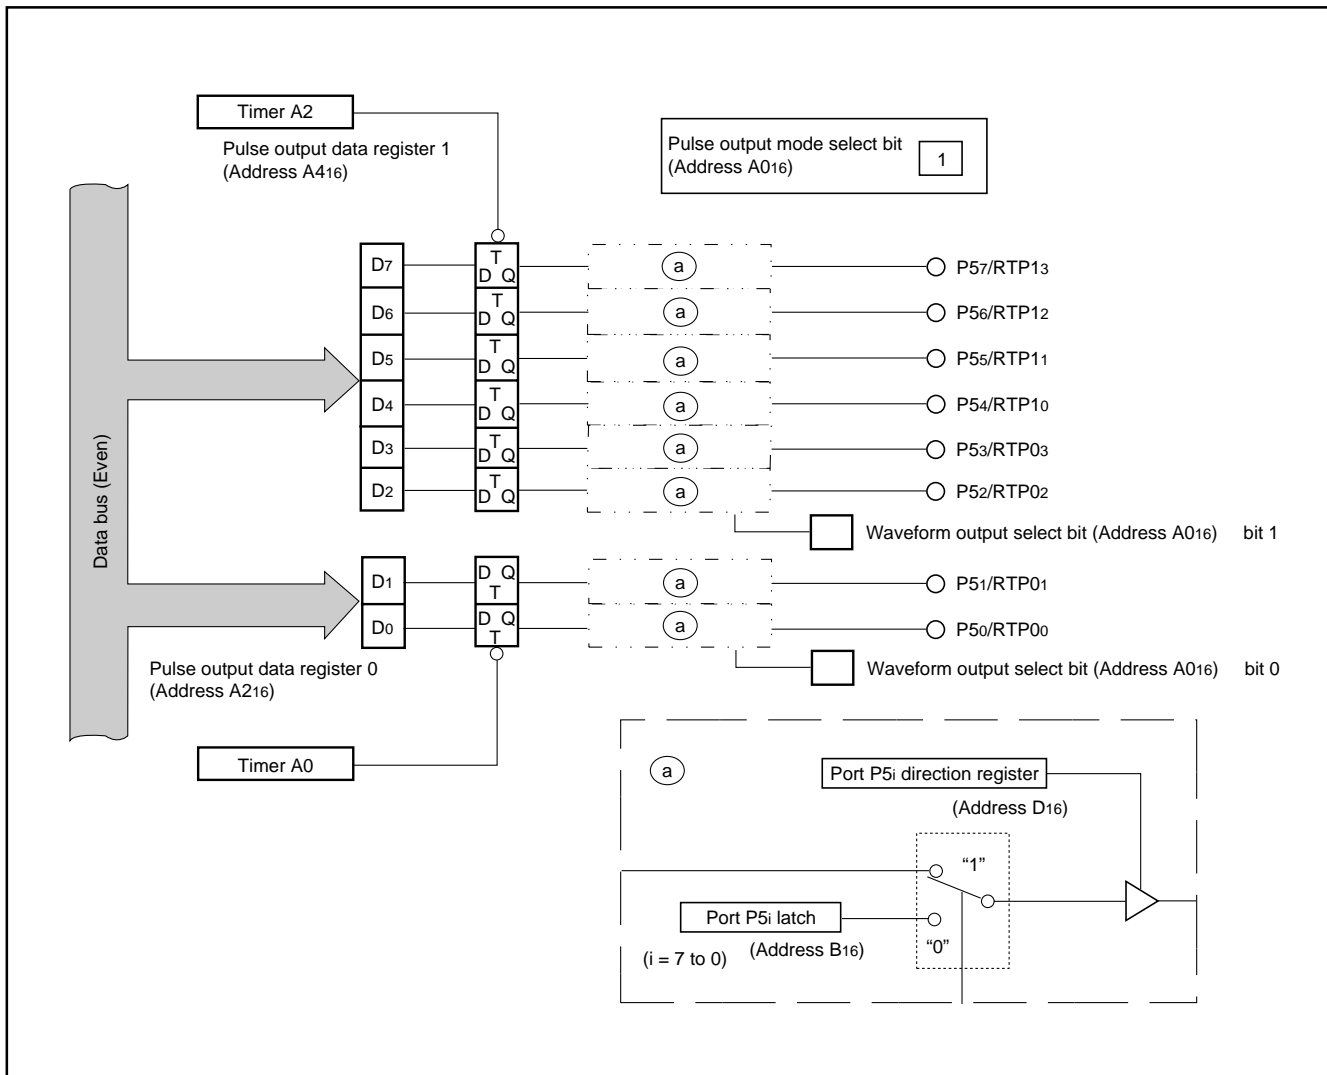 Timer A2
Pulse output data register 1
(Address A416)
Pulse output mode select bit
(Address A016)
1
Data bus (Even)
D7
T
D Q
a
P57/RTP13
D6
T
D Q
a
P56/RTP12
D5
T
D Q
a
P55/RTP11
D4
T
D Q
a
P54/RTP10
D3
T
D Q
a
P53/RTP03
D2
T
D Q
a
P52/RTP02
Waveform output select bit (Address A016) bit 1
D1
D Q
T
a
P51/RTP01
D0
D Q
T
a
P50/RTP00
Waveform output select bit (Address A016) bit 0
Pulse output data register 0
(Address A216)
Timer A0
a
Port P5i direction register
(Address D16)
“1”
Port P5i latch
(Address B16)
“0”
(i = 7 to 0)